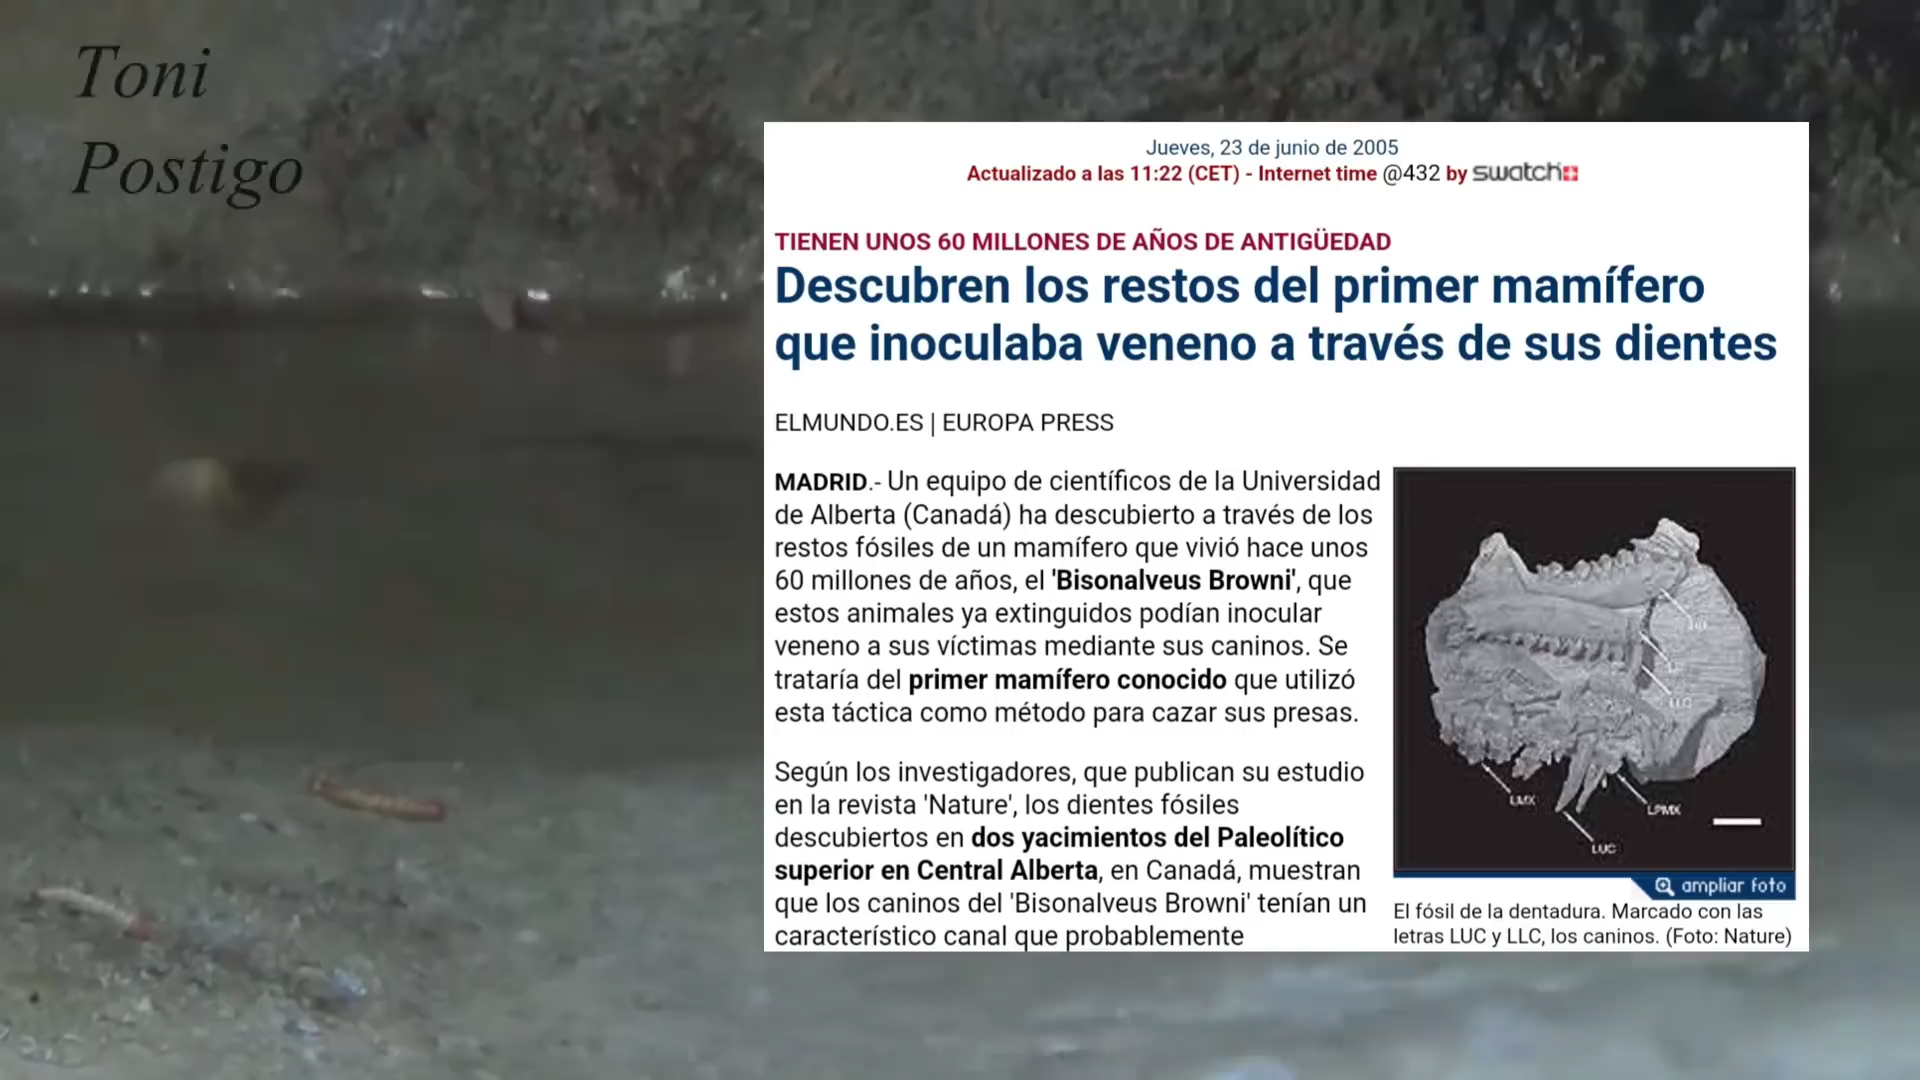 Toni
Postigo
Jueves, 23 de junio de 2005
Actualizado a las 11:22 (CET) - Internet time @432 by swatch
TIENEN UNOS 60 MILLONES DE AÑOS DE ANTIGÜEDAD
Descubren los restos del primer mamífero
que inoculaba veneno a través de sus dientes
ELMUNDO.ES | EUROPA PRESS
MADRID.- Un equipo de científicos de la Universidad
de Alberta (Canadá) ha descubierto a través de los
restos fósiles de un mamífero que vivió hace unos
60 millones de años, el 'Bisonalveus Browni', que
estos animales ya extinguidos podían inocular
veneno a sus víctimas mediante sus caninos. Se
trataría del primer mamífero conocido que utilizó
esta táctica como método para cazar sus presas.
Según los investigadores, que publican su estudio
en la revista 'Nature', los dientes fósiles
descubiertos en dos yacimientos del Paleolítico
superior en Central Alberta, en Canadá, muestran
que los caninos del 'Bisonalveus Browni' tenían un
característico canal que probablemente
LLC
LMX
LPMX
LUC
ampliar foto
El fósil de la dentadura. Marcado con las
letras LUC y LLC, los caninos. (Foto: Nature)